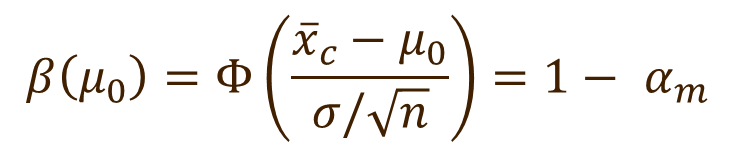 β(μ₀) = Φ((x̄_c − μ₀)/(σ/√n)) = 1 − α_m